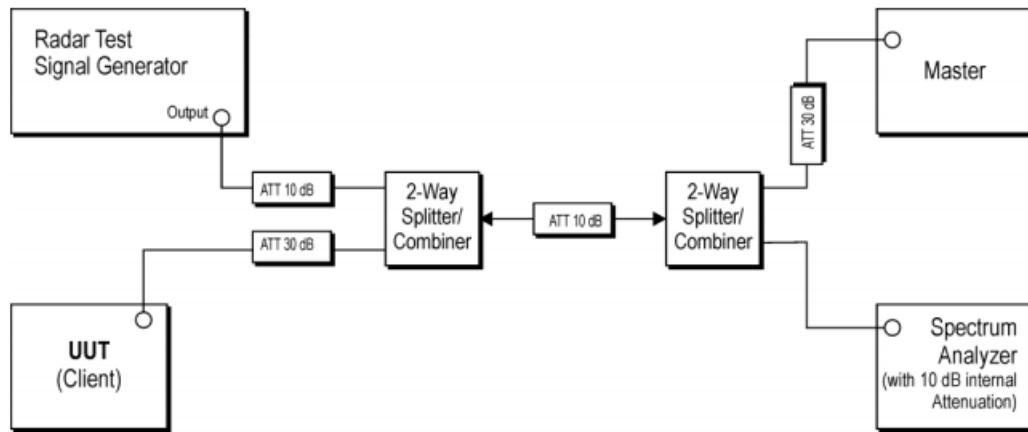 Radar Test
Signal Generator
Output
ATT 10 dB
ATT 30 dB
2-Way
Splitter/
Combiner
ATT 10 dB
2-Way
Splitter/
Combiner
ATT 30 dB
Master
UUT
(Client)
Spectrum
Analyzer
(with 10 dB internal
Attenuation)